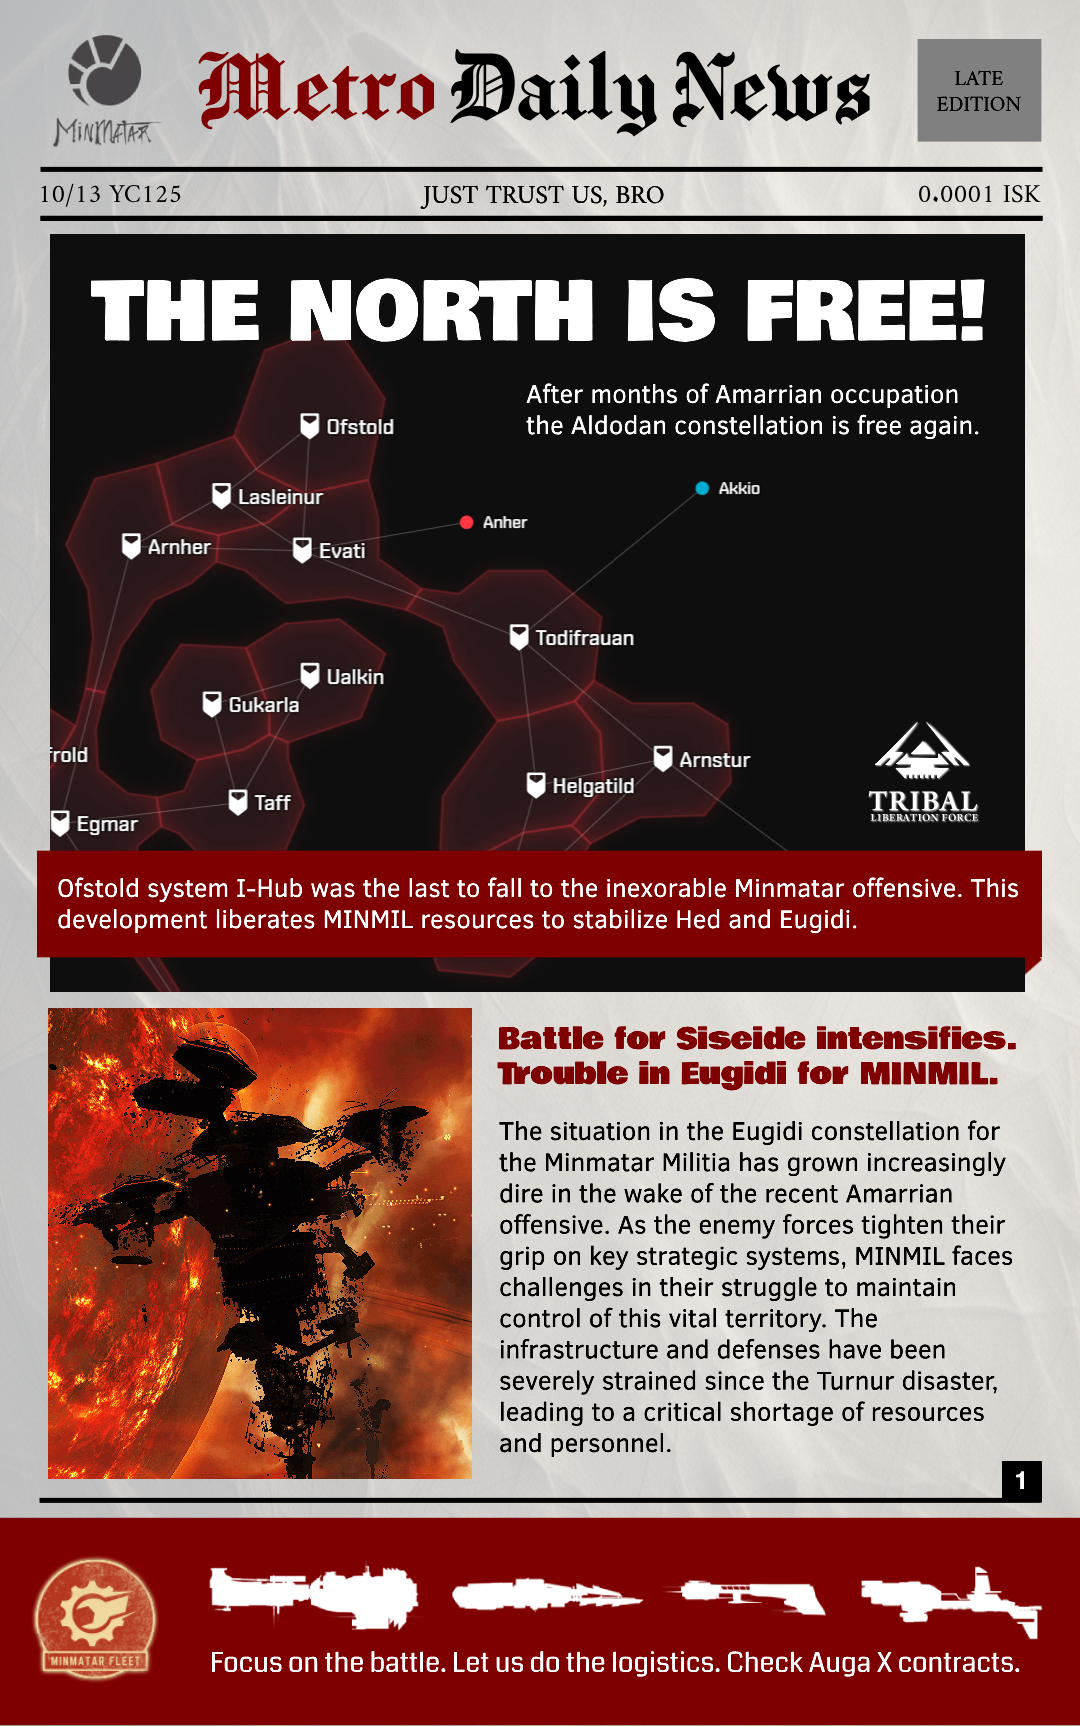 MINMATAR
Metro Daily News
LATE
EDITION
10/13 YC125
JUST TRUST US, BRO
0.0001 ISK
THE NORTH IS FREE!
After months of Amarrian occupation
the Aldodan constellation is free again.
Ofstold
Akkio
Lasleinur
Anher
Arnher
Evati
Todifrauan
Ualkin
Gukarla
frold
Arnstur
Helgatild
Taff
Egmar
TRIBAL
LIBERATION FORCE
Ofstold system I-Hub was the last to fall to the inexorable Minmatar offensive. This
development liberates MINMIL resources to stabilize Hed and Eugidi.
Battle for Siseide intensifies.
Trouble in Eugidi for MINMIL.
The situation in the Eugidi constellation for
the Minmatar Militia has grown increasingly
dire in the wake of the recent Amarrian
offensive. As the enemy forces tighten their
grip on key strategic systems, MINMIL faces
challenges in their struggle to maintain
control of this vital territory. The
infrastructure and defenses have been
severely strained since the Turnur disaster,
leading to a critical shortage of resources
and personnel.
1
MINMATAR FLEET
Focus on the battle. Let us do the logistics. Check Auga X contracts.